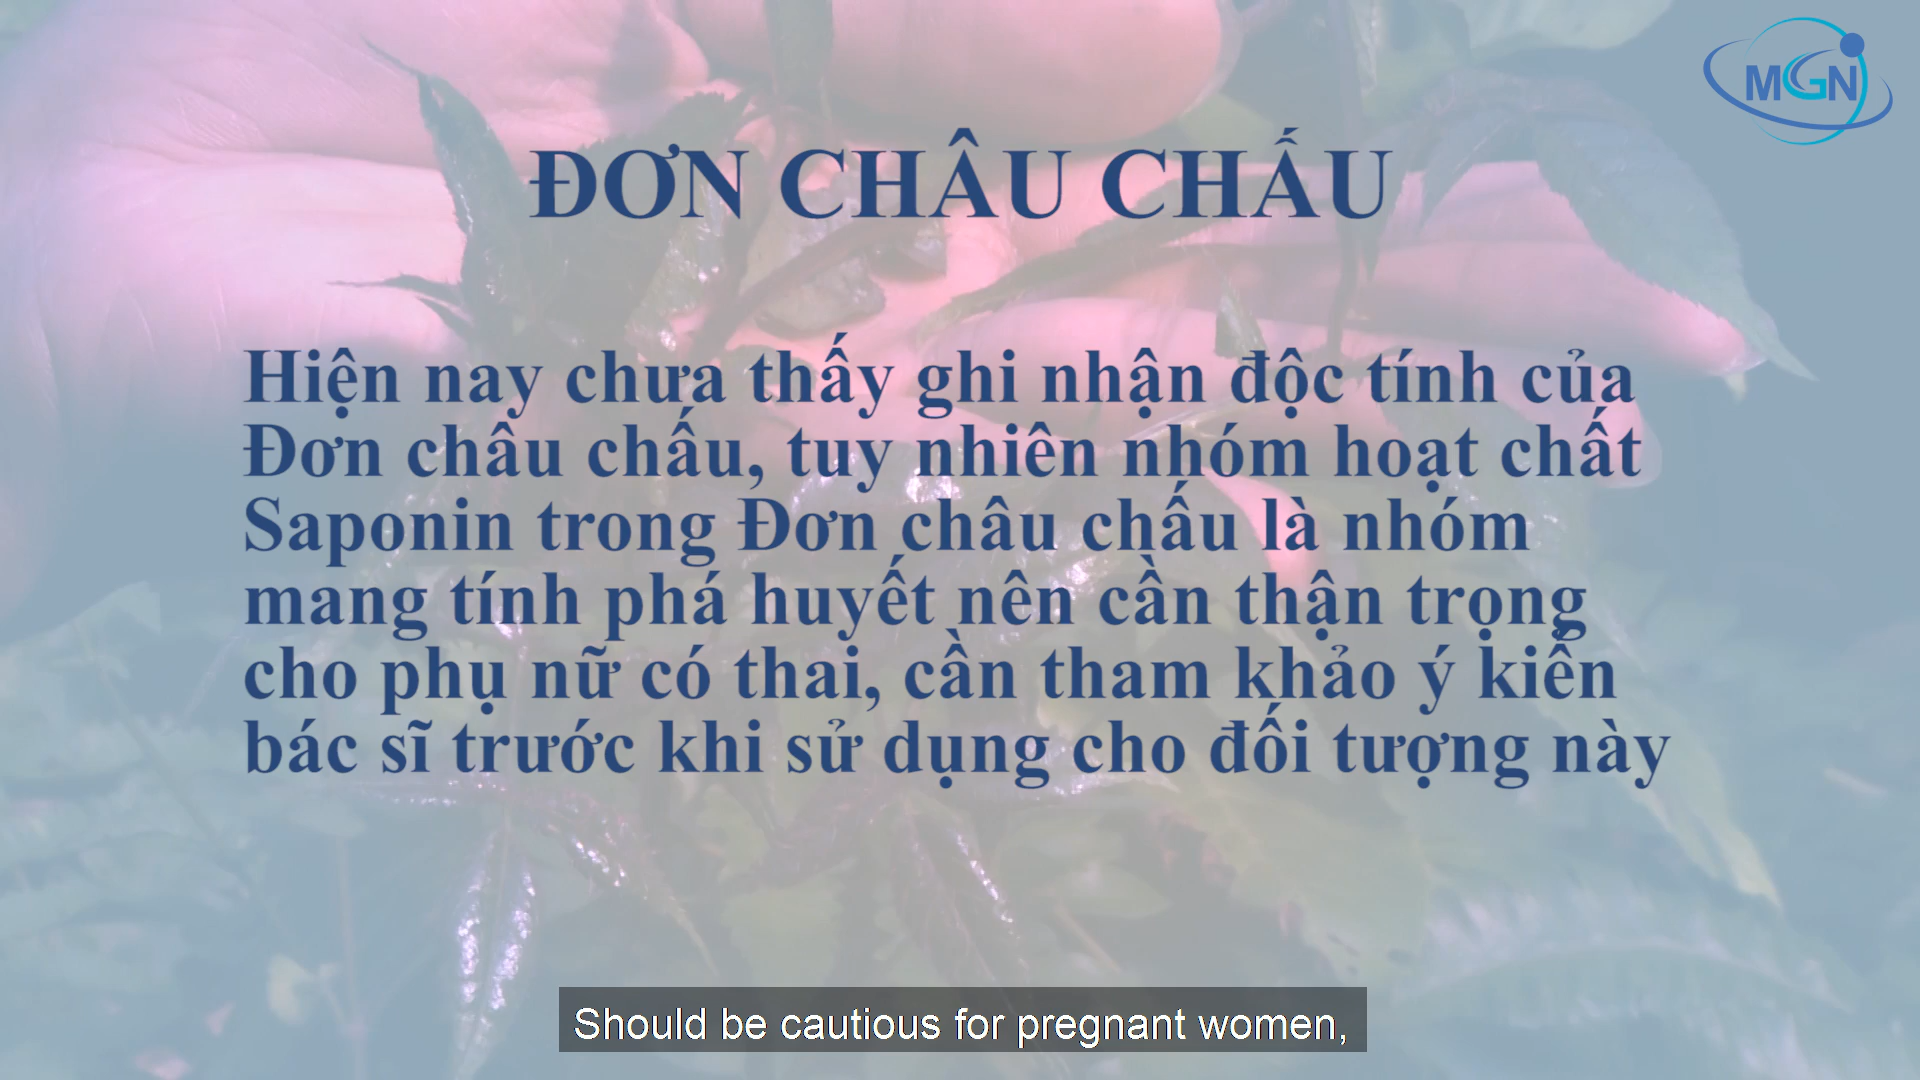 MGN
ĐƠN CHÂU CHẤU
Hiện nay chưa thấy ghi nhận độc tính của
Đơn châu chấu, tuy nhiên nhóm hoạt chất
Saponin trong Đơn châu chấu là nhóm
mang tính phá huyết nên cần thận trọng
cho phụ nữ có thai, cần tham khảo ý kiến
bác sĩ trước khi sử dụng cho đối tượng này
Should be cautious for pregnant women,